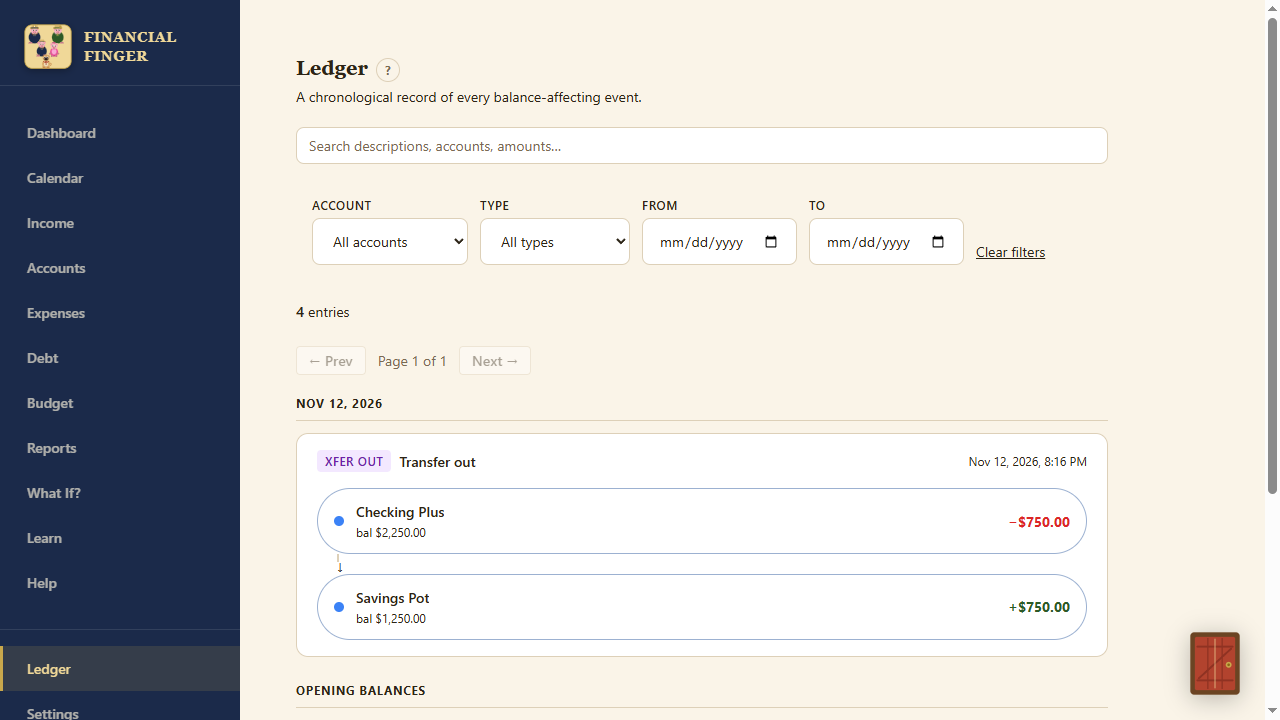 FINANCIAL
FINGER
Dashboard
Calendar
Income
Accounts
Expenses
Debt
Budget
Reports
What If?
Learn
Help
Ledger
Settings
Ledger ?
A chronological record of every balance-affecting event.
Search descriptions, accounts, amounts...
ACCOUNT TYPE FROM TO
All accounts All types mm/dd/yyyy mm/dd/yyyy Clear filters
4 entries
← Prev Page 1 of 1 Next →
NOV 12, 2026
XFER OUT Transfer out Nov 12, 2026, 8:16 PM
Checking Plus
bal $2,250.00
−$750.00
↓
Savings Pot
bal $1,250.00
+$750.00
OPENING BALANCES